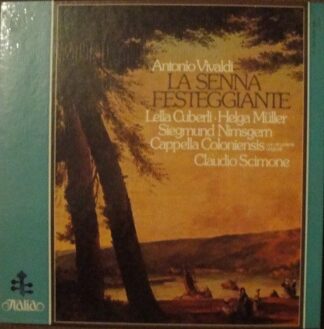 Antonio Vivaldi
LA SENNA
FESTEGGIANTE
Lella Cuberli · Helga Müller
Siegmund Nimsgern
Cappella Coloniensis
Claudio Scimone
Italia